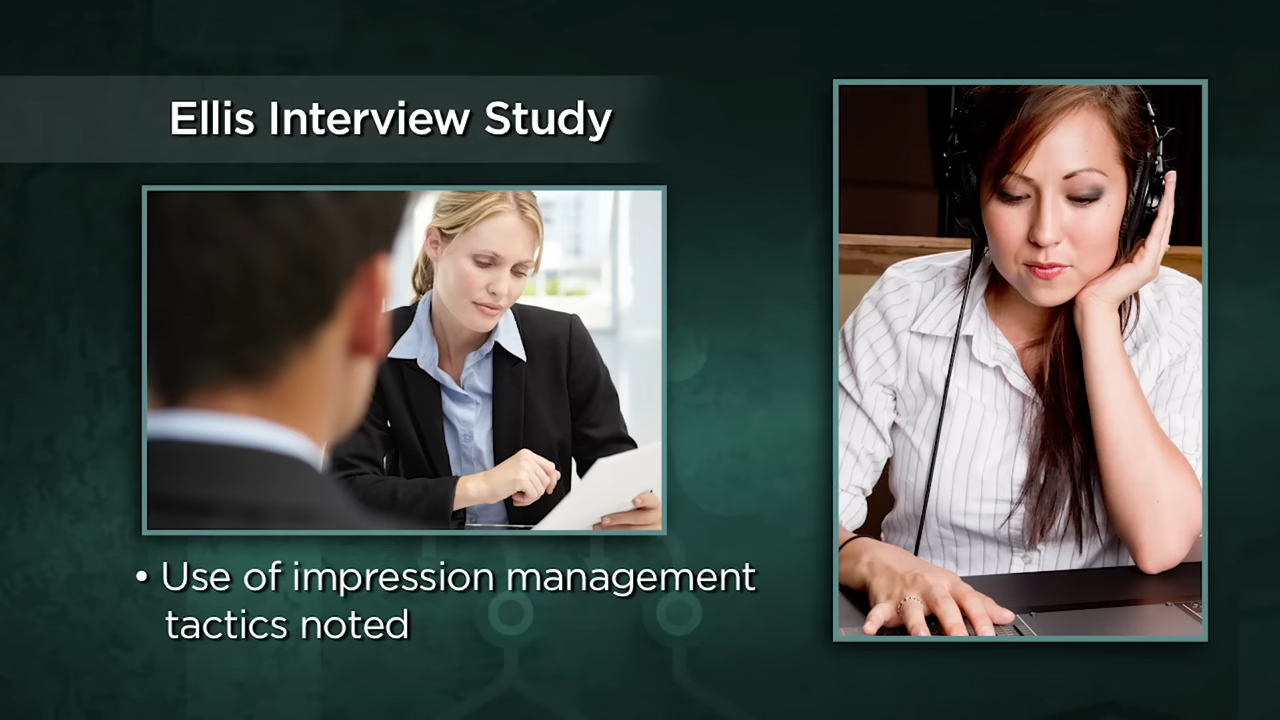 Ellis Interview Study
• Use of impression management
tactics noted